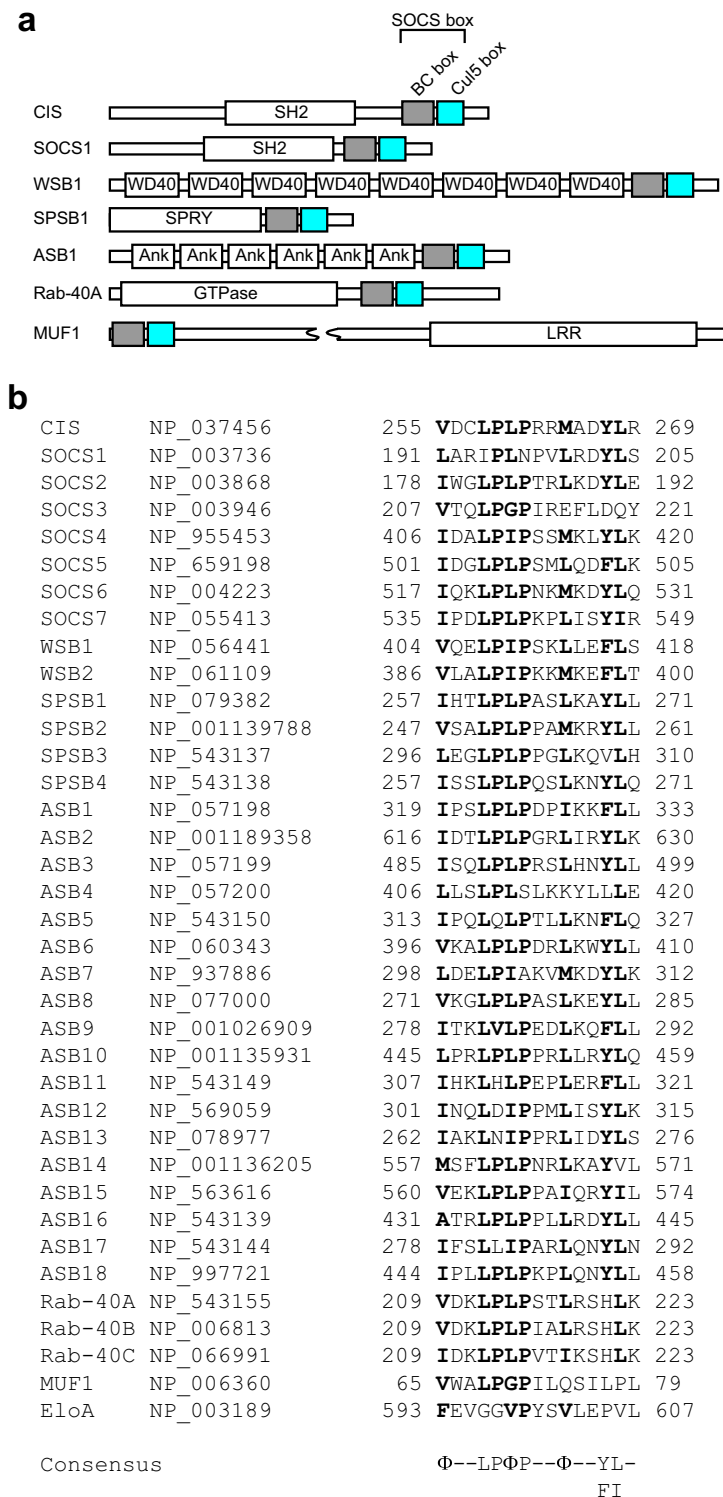 a
SOCS box
BC box
Cul5 box
CIS SH2
SOCS1 SH2
WSB1 WD40 WD40 WD40 WD40 WD40 WD40 WD40 WD40
SPSB1 SPRY
ASB1 Ank Ank Ank Ank Ank Ank
Rab-40A GTPase
MUF1 LRR
b
CIS NP_037456 255 VDCLPLPRRMADYLR 269
SOCS1 NP_003736 191 LARIPLNPVLRDYLS 205
SOCS2 NP_003868 178 IWGLPLPTRLKDYLE 192
SOCS3 NP_003946 207 VTQLPGPIREFLDQY 221
SOCS4 NP_955453 406 IDALPIPSSMKLYLK 420
SOCS5 NP_659198 501 IDGLPLPSMLQDFLK 505
SOCS6 NP_004223 517 IQKLPLPNKMKDYLQ 531
SOCS7 NP_055413 535 IPDLPLPKPLISYIR 549
WSB1 NP_056441 404 VQELPIPSKLLEFLS 418
WSB2 NP_061109 386 VLALPIPKKMKEFLT 400
SPSB1 NP_079382 257 IHTLPLPASLKAYLL 271
SPSB2 NP_001139788 247 VSALPLPPAMKRYLL 261
SPSB3 NP_543137 296 LEGLPLPPGLKQVLH 310
SPSB4 NP_543138 257 ISSLPLPQSLKNYLQ 271
ASB1 NP_057198 319 IPSLPLPDPIKKFLL 333
ASB2 NP_001189358 616 IDTLPLPGRLIRYLK 630
ASB3 NP_057199 485 ISQLPLPRSLHNYLL 499
ASB4 NP_057200 406 LLSLPLSLKKYLLLE 420
ASB5 NP_543150 313 IPQLQLPTLLKNFLQ 327
ASB6 NP_060343 396 VKALPLPDRLKWYLL 410
ASB7 NP_937886 298 LDELPIAKVMKDYLK 312
ASB8 NP_077000 271 VKGLPLPASLKEYLL 285
ASB9 NP_001026909 278 ITKLVLPEDLKQFLL 292
ASB10 NP_001135931 445 LPRLPLPPRLLRYLQ 459
ASB11 NP_543149 307 IHKLHLPEPLERFLL 321
ASB12 NP_569059 301 INQLDIPPMLISYLK 315
ASB13 NP_078977 262 IAKLNIPPRLIDYLS 276
ASB14 NP_001136205 557 MSFLPLPNRLKAYVL 571
ASB15 NP_563616 560 VEKLPLPPAIQRYIL 574
ASB16 NP_543139 431 ATRLPLPPLLRDYLL 445
ASB17 NP_543144 278 IFSLLIPARLQNYLN 292
ASB18 NP_997721 444 IPLLPLPKPLQNYLL 458
Rab-40A NP_543155 209 VDKLPLPSTLRSHLK 223
Rab-40B NP_006813 209 VDKLPLPIALRSHLK 223
Rab-40C NP_066991 209 IDKLPLPVTIKSHLK 223
MUF1 NP_006360 65 VWALPGPILQSILPL 79
EloA NP_003189 593 FEVGGVPYSVLEPVL 607
Consensus Φ--LPΦP--Φ--YL-
FI